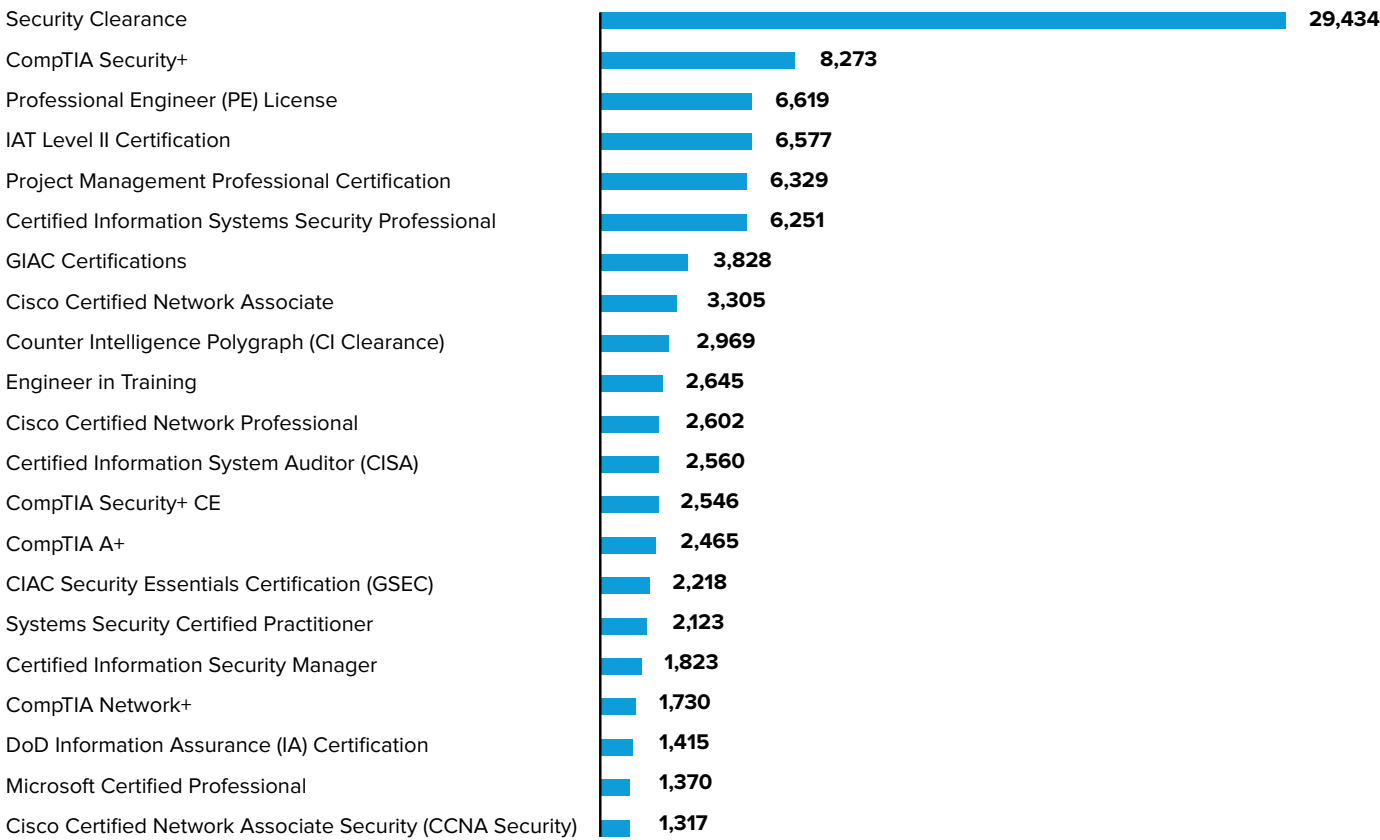 Security Clearance 29,434
CompTIA Security+ 8,273
Professional Engineer (PE) License 6,619
IAT Level II Certification 6,577
Project Management Professional Certification 6,329
Certified Information Systems Security Professional 6,251
GIAC Certifications 3,828
Cisco Certified Network Associate 3,305
Counter Intelligence Polygraph (CI Clearance) 2,969
Engineer in Training 2,645
Cisco Certified Network Professional 2,602
Certified Information System Auditor (CISA) 2,560
CompTIA Security+ CE 2,546
CompTIA A+ 2,465
CIAC Security Essentials Certification (GSEC) 2,218
Systems Security Certified Practitioner 2,123
Certified Information Security Manager 1,823
CompTIA Network+ 1,730
DoD Information Assurance (IA) Certification 1,415
Microsoft Certified Professional 1,370
Cisco Certified Network Associate Security (CCNA Security) 1,317